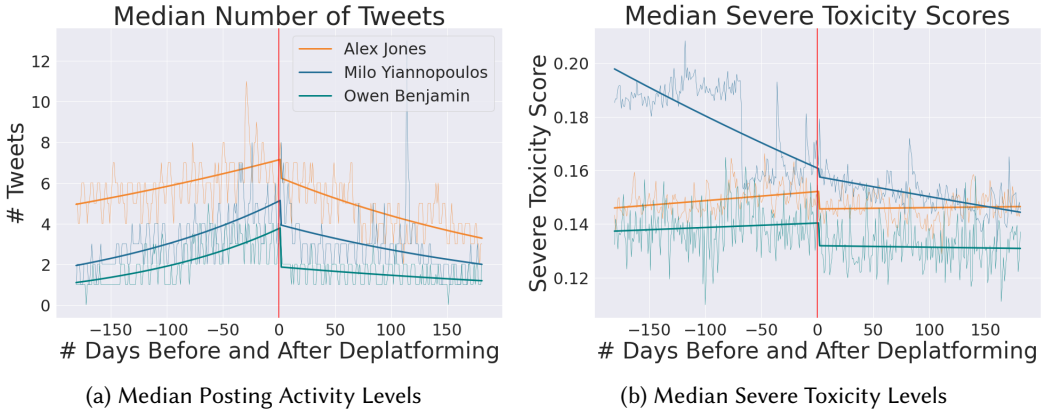 Median Number of Tweets
# Tweets
12
10
8
6
4
2
0
Alex Jones
Milo Yiannopoulos
Owen Benjamin
−150 −100 −50 0 50 100 150
# Days Before and After Deplatforming
(a) Median Posting Activity Levels
Median Severe Toxicity Scores
Severe Toxicity Score
0.20
0.18
0.16
0.14
0.12
−150 −100 −50 0 50 100 150
# Days Before and After Deplatforming
(b) Median Severe Toxicity Levels